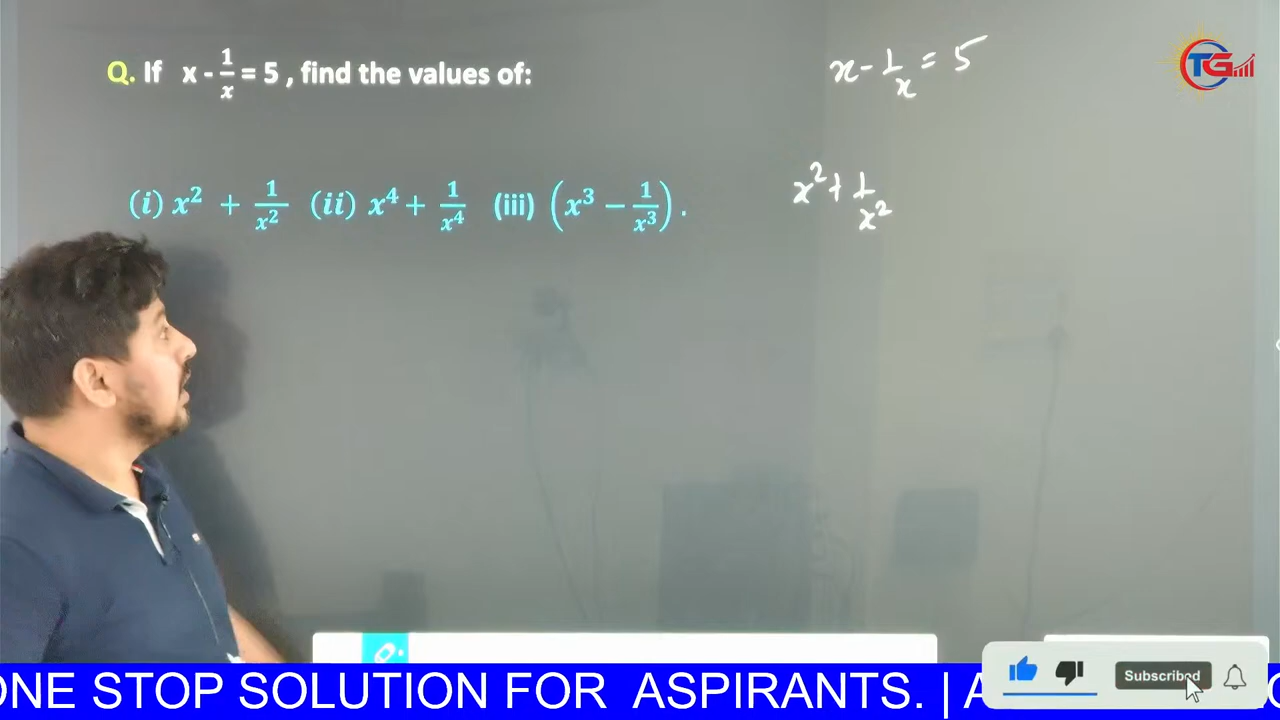 Q. If x - 1/x = 5 , find the values of:
x - 1/x = 5
TG
(i) x² + 1/x² (ii) x⁴ + 1/x⁴ (iii) (x³ - 1/x³) .
x² + 1/x²
ONE STOP SOLUTION FOR ASPIRANTS. | A
Subscribed